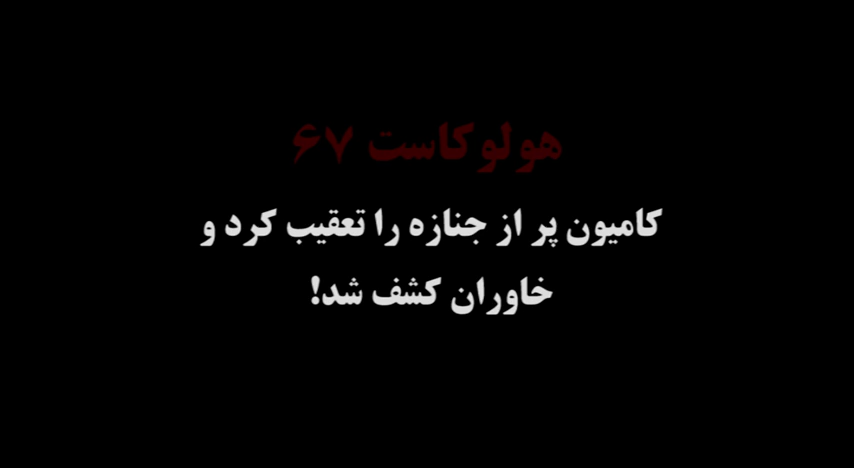 هولوکاست ۶۷
کامیون پر از جنازه را تعقیب کرد و
خاوران کشف شد!